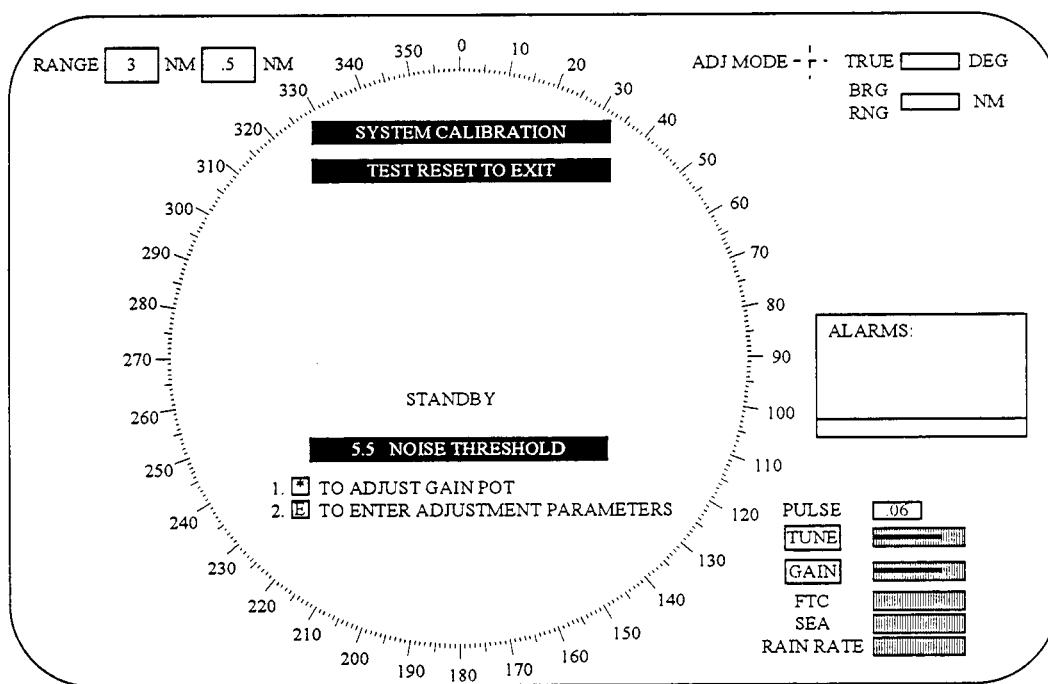 RANGE 3 NM .5 NM
ADJ MODE TRUE DEG
BRG
RNG NM
0
10
20
30
40
50
60
70
80
90
100
110
120
130
140
150
160
170
180
190
200
210
220
230
240
250
260
270
280
290
300
310
320
330
340
350
SYSTEM CALIBRATION
TEST RESET TO EXIT
ALARMS:
STANDBY
5.5 NOISE THRESHOLD
1. * TO ADJUST GAIN POT
2. E TO ENTER ADJUSTMENT PARAMETERS
PULSE .06
TUNE
GAIN
FTC
SEA
RAIN RATE